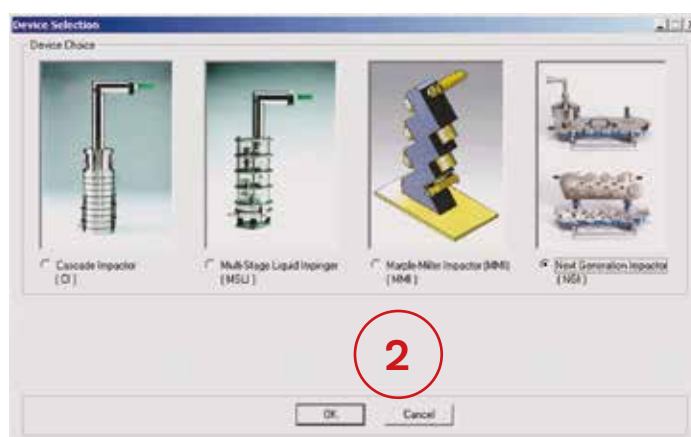 Device Selection
Device Choice
Cascade Impactor
( CI )
Multi-Stage Liquid Impinger
( MSLI )
Marple-Miller Impactor (MMI)
( MMI )
Next Generation Impactor
( NGI )
2
OK
Cancel